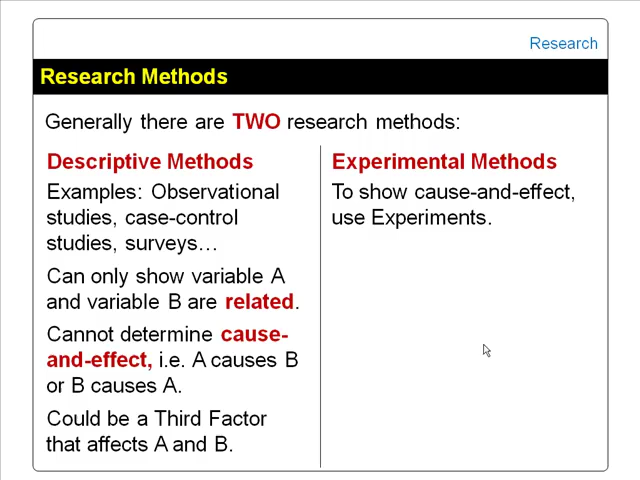 Research
Research Methods
Generally there are TWO research methods:
Descriptive Methods
Examples: Observational
studies, case-control
studies, surveys…
Can only show variable A
and variable B are related.
Cannot determine cause-
and-effect, i.e. A causes B
or B causes A.
Could be a Third Factor
that affects A and B.
Experimental Methods
To show cause-and-effect,
use Experiments.